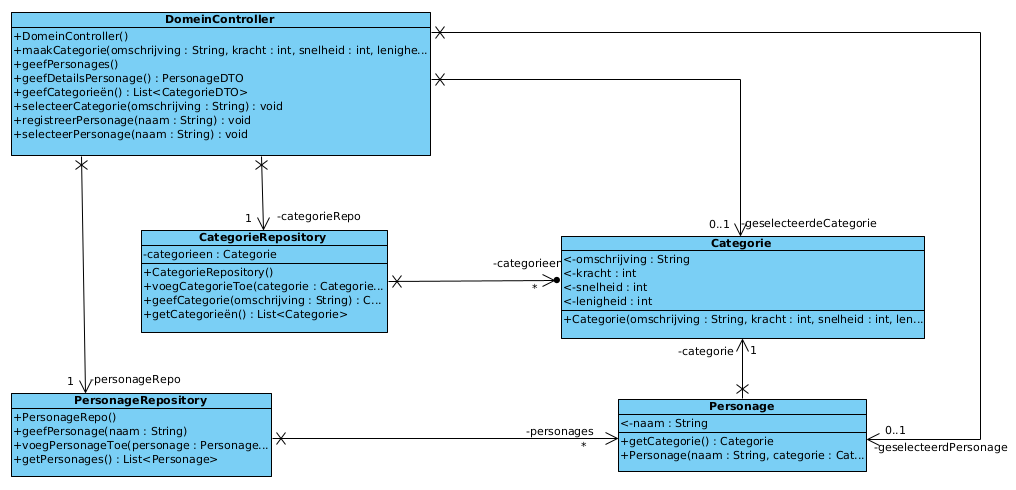 DomeinController
+DomeinController()
+maakCategorie(omschrijving : String, kracht : int, snelheid : int, lenighe...
+geefPersonages()
+geefDetailsPersonage() : PersonageDTO
+geefCategorieën() : List<CategorieDTO>
+selecteerCategorie(omschrijving : String) : void
+registreerPersonage(naam : String) : void
+selecteerPersonage(naam : String) : void
1
-categorieRepo
0..1
-geselecteerdeCategorie
CategorieRepository
-categorieen : Categorie
+CategorieRepository()
+voegCategorieToe(categorie : Categorie...
+geefCategorie(omschrijving : String) : C...
+getCategorieën() : List<Categorie>
-categorieen
*
Categorie
<-omschrijving : String
<-kracht : int
<-snelheid : int
<-lenigheid : int
+Categorie(omschrijving : String, kracht : int, snelheid : int, len...
-categorie
1
1
-personageRepo
PersonageRepository
+PersonageRepo()
+geefPersonage(naam : String)
+voegPersonageToe(personage : Personage...
+getPersonages() : List<Personage>
-personages
*
Personage
<-naam : String
+getCategorie() : Categorie
+Personage(naam : String, categorie : Cat...
0..1
-geselecteerdPersonage